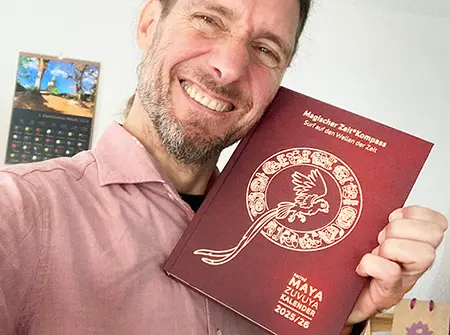 Magischer Zeit*Kompass
Surf auf den Wellen der Zeit
MAYA
ZUVUYA
KALENDER
2025/26